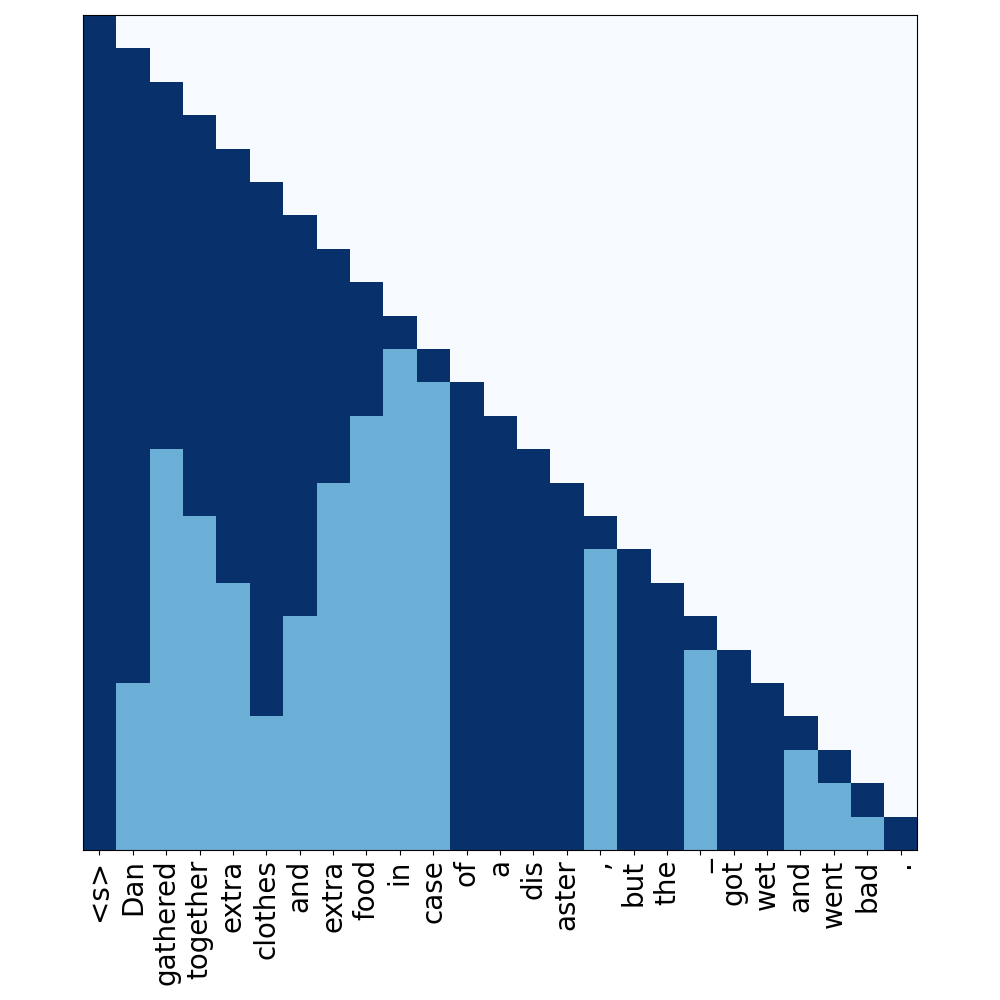 <s> Dan gathered together extra clothes and extra food in case of a dis aster , but the _ got wet and went bad .